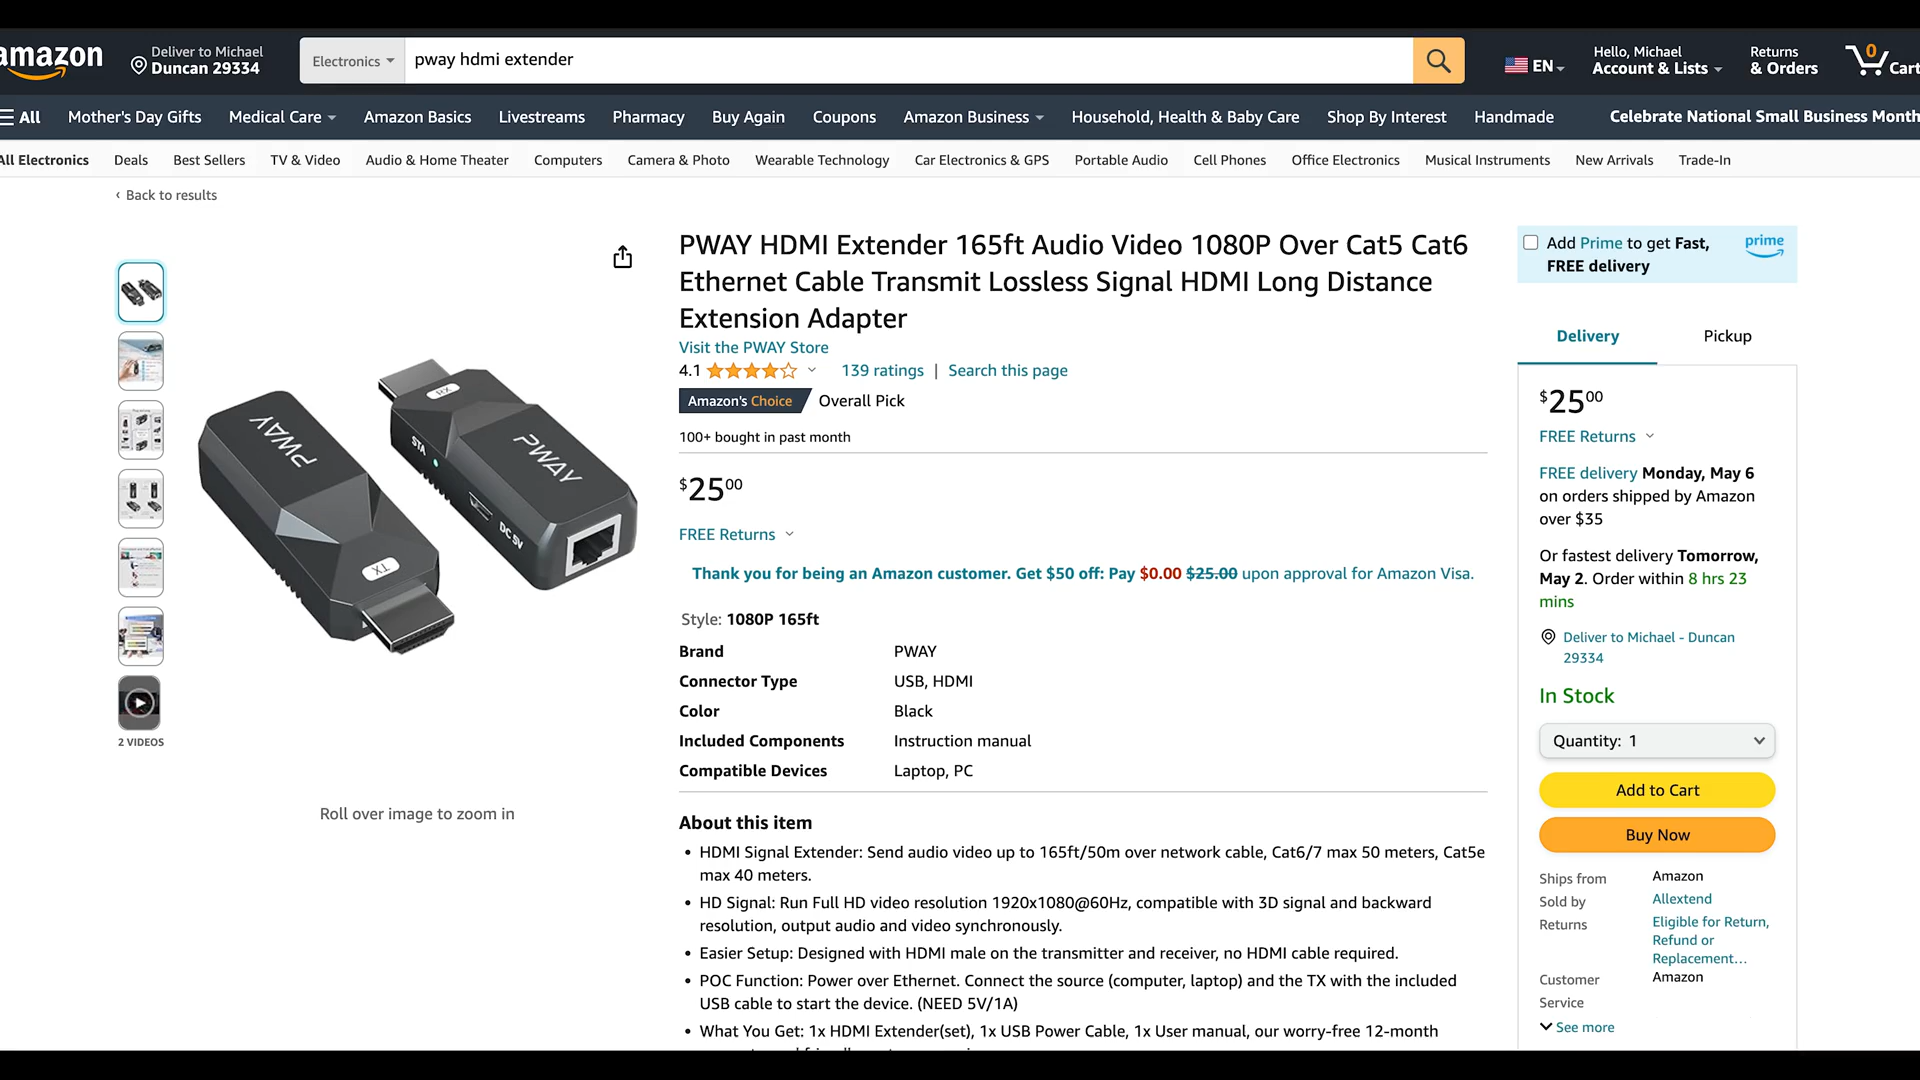 amazon
Deliver to Michael
Duncan 29334
Electronics
pway hdmi extender
EN
Hello, Michael
Account & Lists
Returns
& Orders
0
Cart
All
Mother's Day Gifts
Medical Care
Amazon Basics
Livestreams
Pharmacy
Buy Again
Coupons
Amazon Business
Household, Health & Baby Care
Shop By Interest
Handmade
Celebrate National Small Business Month
All Electronics
Deals
Best Sellers
TV & Video
Audio & Home Theater
Computers
Camera & Photo
Wearable Technology
Car Electronics & GPS
Portable Audio
Cell Phones
Office Electronics
Musical Instruments
New Arrivals
Trade-In
‹ Back to results
PWAY
TX
RX
STA
PWAY
DC 5V
2 VIDEOS
Roll over image to zoom in
PWAY HDMI Extender 165ft Audio Video 1080P Over Cat5 Cat6
Ethernet Cable Transmit Lossless Signal HDMI Long Distance
Extension Adapter
Visit the PWAY Store
4.1
139 ratings | Search this page
Amazon's Choice
Overall Pick
100+ bought in past month
$2500
FREE Returns
Thank you for being an Amazon customer. Get $50 off: Pay $0.00 $25.00 upon approval for Amazon Visa.
Style: 1080P 165ft
Brand PWAY
Connector Type USB, HDMI
Color Black
Included Components Instruction manual
Compatible Devices Laptop, PC
About this item
• HDMI Signal Extender: Send audio video up to 165ft/50m over network cable, Cat6/7 max 50 meters, Cat5e
max 40 meters.
• HD Signal: Run Full HD video resolution 1920x1080@60Hz, compatible with 3D signal and backward
resolution, output audio and video synchronously.
• Easier Setup: Designed with HDMI male on the transmitter and receiver, no HDMI cable required.
• POC Function: Power over Ethernet. Connect the source (computer, laptop) and the TX with the included
USB cable to start the device. (NEED 5V/1A)
• What You Get: 1x HDMI Extender(set), 1x USB Power Cable, 1x User manual, our worry-free 12-month
Add Prime to get Fast,
FREE delivery
prime
Delivery
Pickup
$2500
FREE Returns
FREE delivery Monday, May 6
on orders shipped by Amazon
over $35
Or fastest delivery Tomorrow,
May 2. Order within 8 hrs 23
mins
Deliver to Michael - Duncan
29334
In Stock
Quantity: 1
Add to Cart
Buy Now
Ships from Amazon
Sold by Allextend
Returns Eligible for Return,
Refund or
Replacement…
Customer Amazon
Service
See more